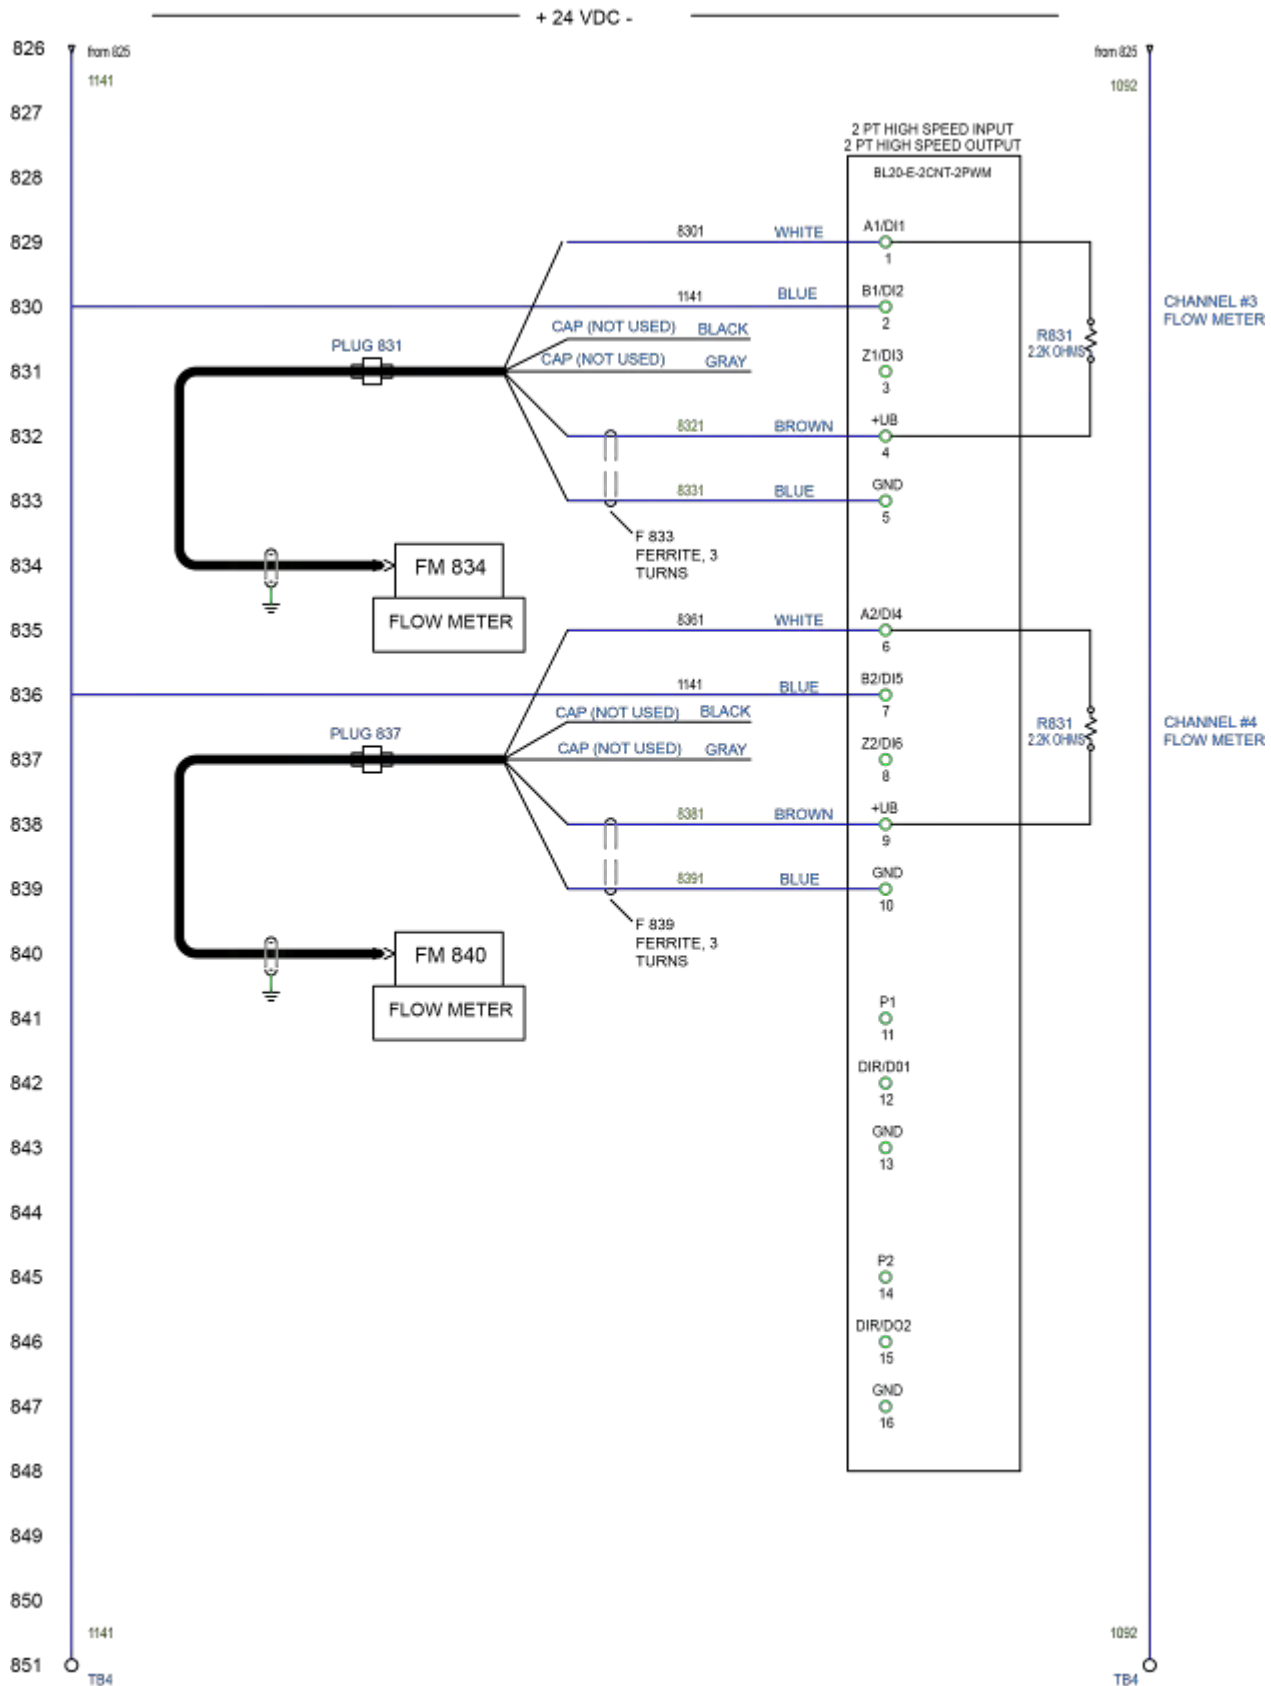 + 24 VDC -
826 from 825 from 825
1141 1092
827
2 PT HIGH SPEED INPUT
2 PT HIGH SPEED OUTPUT
828 BL20-E-2CNT-2PWM
829 8301 WHITE A1/DI1
1
830 1141 BLUE B1/DI2
2
CHANNEL #3
FLOW METER
CAP (NOT USED) BLACK
R831
2.2K OHMS
PLUG 831
CAP (NOT USED) GRAY
831 Z1/DI3
3
832 8321 BROWN +UB
4
833 8331 BLUE GND
5
F 833
FERRITE, 3
TURNS
834 FM 834
FLOW METER
835 8361 WHITE A2/DI4
6
836 1141 BLUE B2/DI5
7
CAP (NOT USED) BLACK
R831
2.2K OHMS
CHANNEL #4
FLOW METER
PLUG 837
CAP (NOT USED) GRAY
837 Z2/DI6
8
838 8381 BROWN +UB
9
839 8391 BLUE GND
10
F 839
FERRITE, 3
TURNS
840 FM 840
FLOW METER
841 P1
11
842 DIR/D01
12
843 GND
13
844
845 P2
14
846 DIR/DO2
15
847 GND
16
848
849
850
1141 1092
851 TB4 TB4